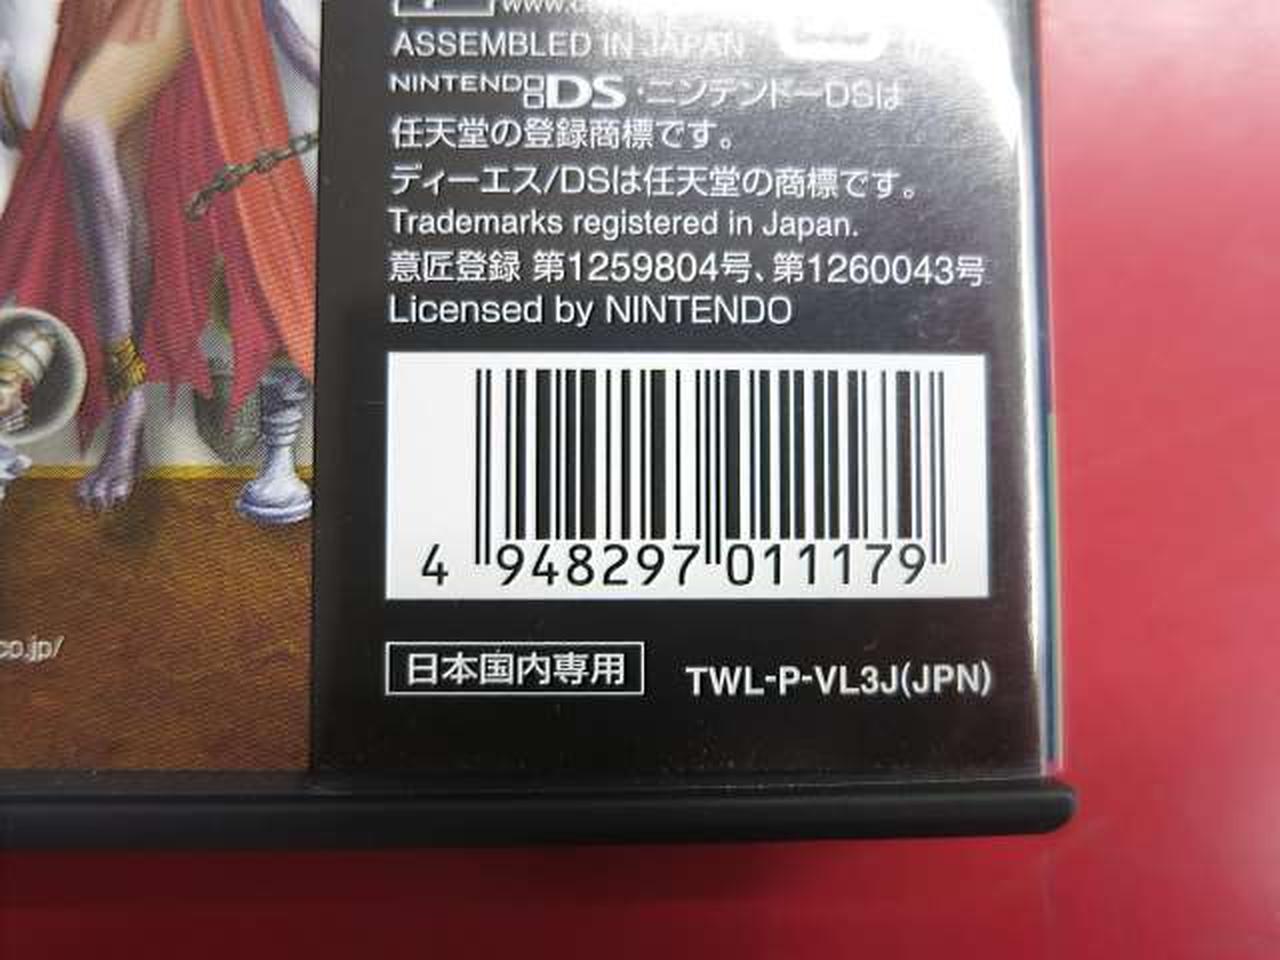 www.c
ASSEMBLED IN JAPAN
NINTENDO DS・ニンテンドーDSは
任天堂の登録商標です。
ディーエス/DSは任天堂の商標です。
Trademarks registered in Japan.
意匠登録 第1259804号、第1260043号
Licensed by NINTENDO
4 948297 011179
co.jp/
日本国内専用
TWL-P-VL3J(JPN)